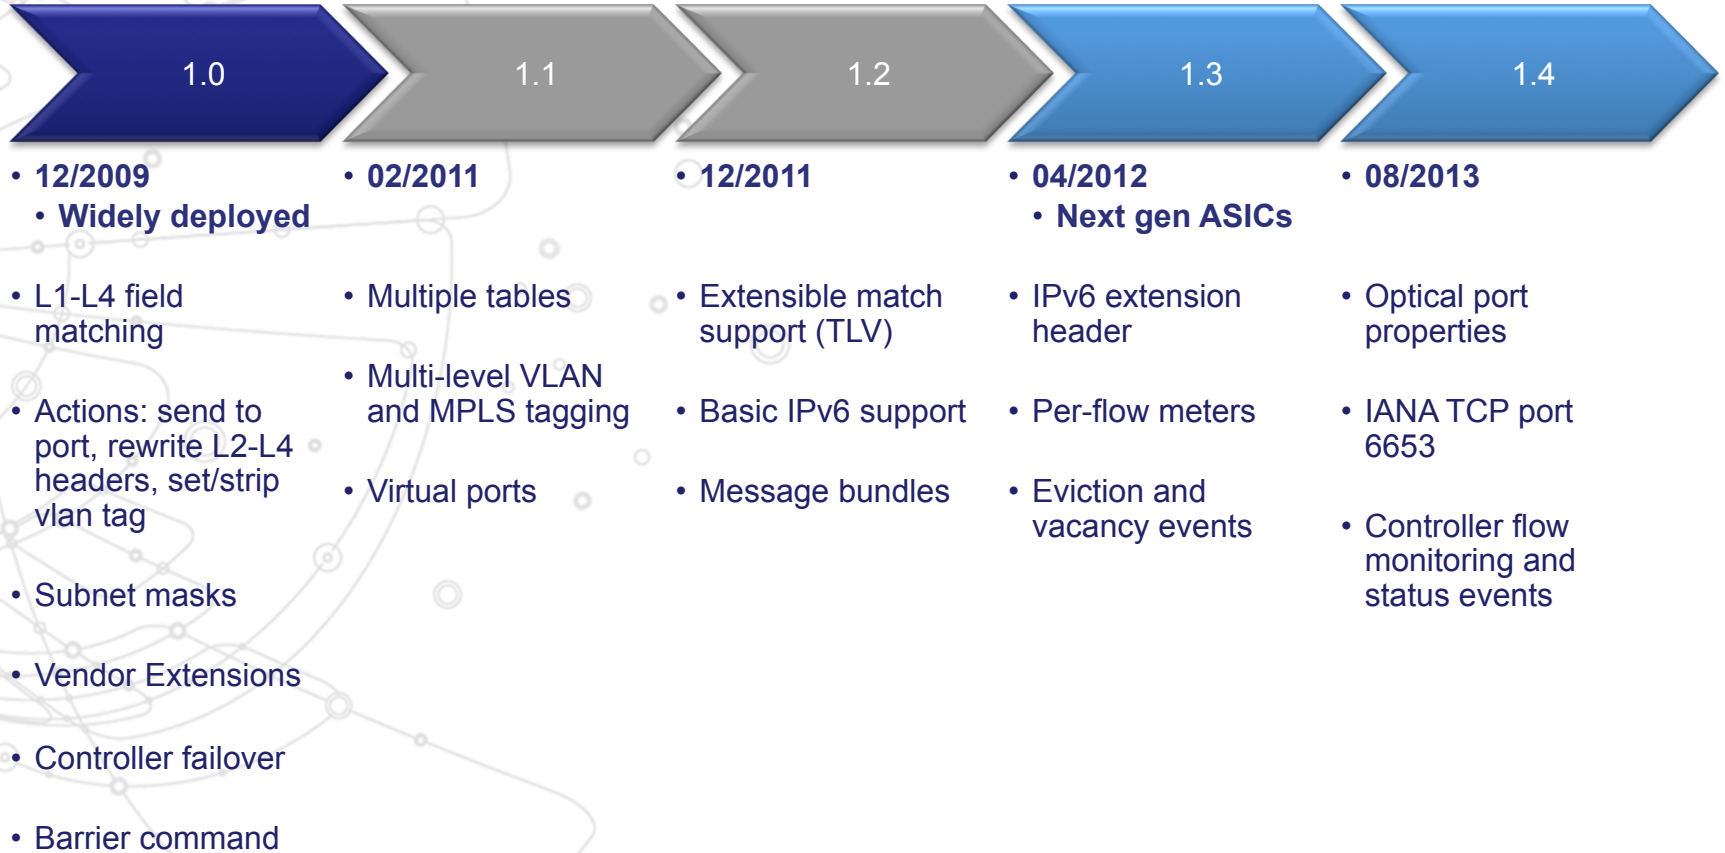 1.0
1.1
1.2
1.3
1.4
• 12/2009
• Widely deployed
• L1-L4 field
matching
• Actions: send to
port, rewrite L2-L4
headers, set/strip
vlan tag
• Subnet masks
• Vendor Extensions
• Controller failover
• Barrier command
• 02/2011
• Multiple tables
• Multi-level VLAN
and MPLS tagging
• Virtual ports
• 12/2011
• Extensible match
support (TLV)
• Basic IPv6 support
• Message bundles
• 04/2012
• Next gen ASICs
• IPv6 extension
header
• Per-flow meters
• Eviction and
vacancy events
• 08/2013
• Optical port
properties
• IANA TCP port
6653
• Controller flow
monitoring and
status events